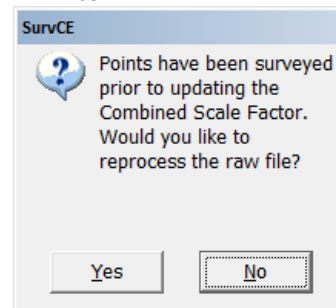 SurvCE
Points have been surveyed
prior to updating the
Combined Scale Factor.
Would you like to
reprocess the raw file?
Yes
No